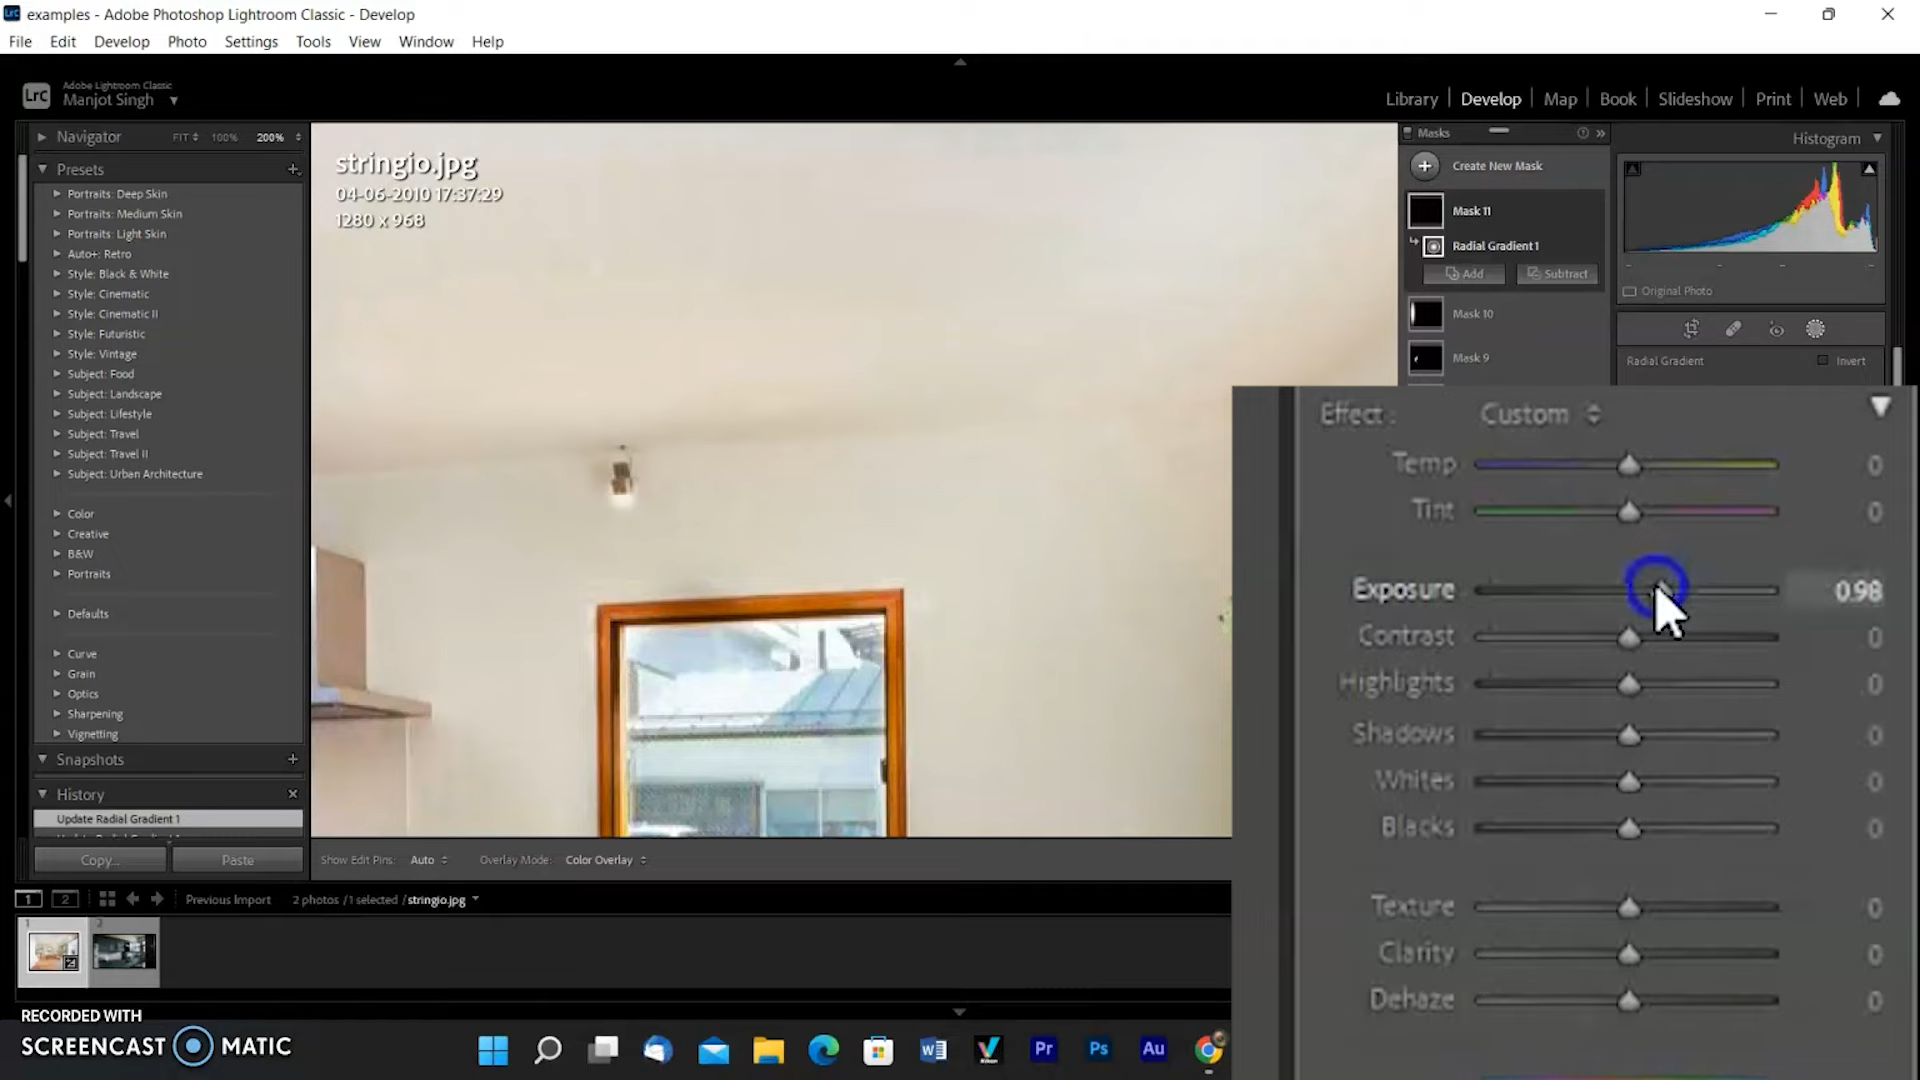 examples - Adobe Photoshop Lightroom Classic - Develop
File Edit Develop Photo Settings Tools View Window Help
LrC
Adobe Lightroom Classic
Manjot Singh
Library Develop Map Book Slideshow Print Web
Navigator FIT 100% 200%
Presets
Portraits: Deep Skin
Portraits: Medium Skin
Portraits: Light Skin
Auto+: Retro
Style: Black & White
Style: Cinematic
Style: Cinematic II
Style: Futuristic
Style: Vintage
Subject: Food
Subject: Landscape
Subject: Lifestyle
Subject: Travel
Subject: Travel II
Subject: Urban Architecture
Color
Creative
B&W
Portraits
Defaults
Curve
Grain
Optics
Sharpening
Vignetting
Snapshots
History
Update Radial Gradient 1
Copy... Paste
stringio.jpg
04-06-2010 17:37:29
1280 x 968
Masks
Create New Mask
Mask 11
Radial Gradient 1
Add Subtract
Mask 10
Mask 9
Histogram
Original Photo
Radial Gradient Invert
Effect : Custom
Temp 0
Tint 0
Exposure 0.98
Contrast 0
Highlights 0
Shadows 0
Whites 0
Blacks 0
Texture 0
Clarity 0
Dehaze 0
Show Edit Pins: Auto Overlay Mode: Color Overlay
1 2 Previous Import 2 photos / 1 selected / stringio.jpg
1 2
RECORDED WITH
SCREENCAST MATIC
Pr Ps Au